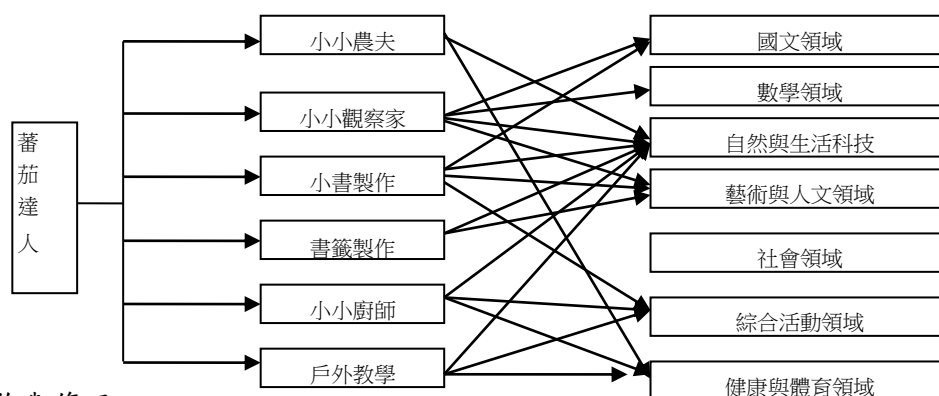 蕃茄達人
小小農夫
小小觀察家
小書製作
書籤製作
小小廚師
戶外教學
國文領域
數學領域
自然與生活科技
藝術與人文領域
社會領域
綜合活動領域
健康與體育領域